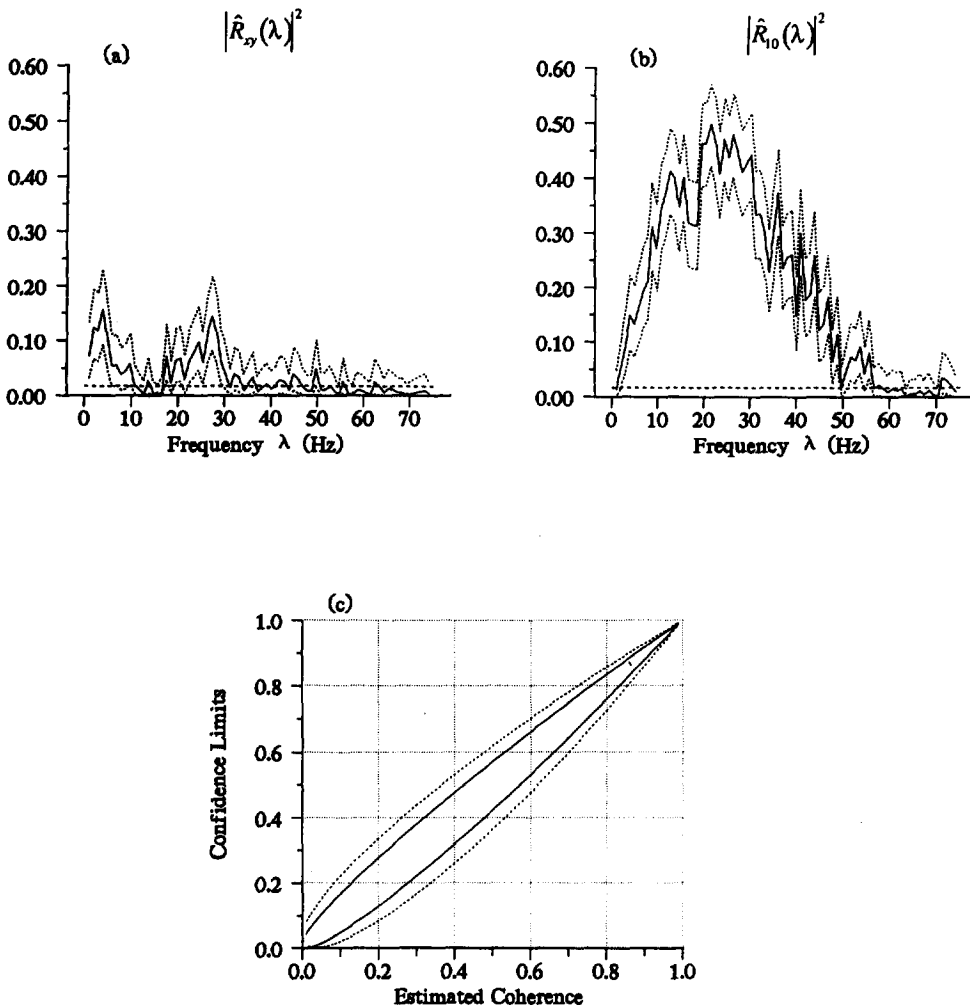 |R̂xy(λ)|²
(a)
0.60
0.50
0.40
0.30
0.20
0.10
0.00
0 10 20 30 40 50 60 70
Frequency λ (Hz)
|R̂10(λ)|²
(b)
0.60
0.50
0.40
0.30
0.20
0.10
0.00
0 10 20 30 40 50 60 70
Frequency λ (Hz)
(c)
Confidence Limits
1.0
0.8
0.6
0.4
0.2
0.0
0.0 0.2 0.4 0.6 0.8 1.0
Estimated Coherence